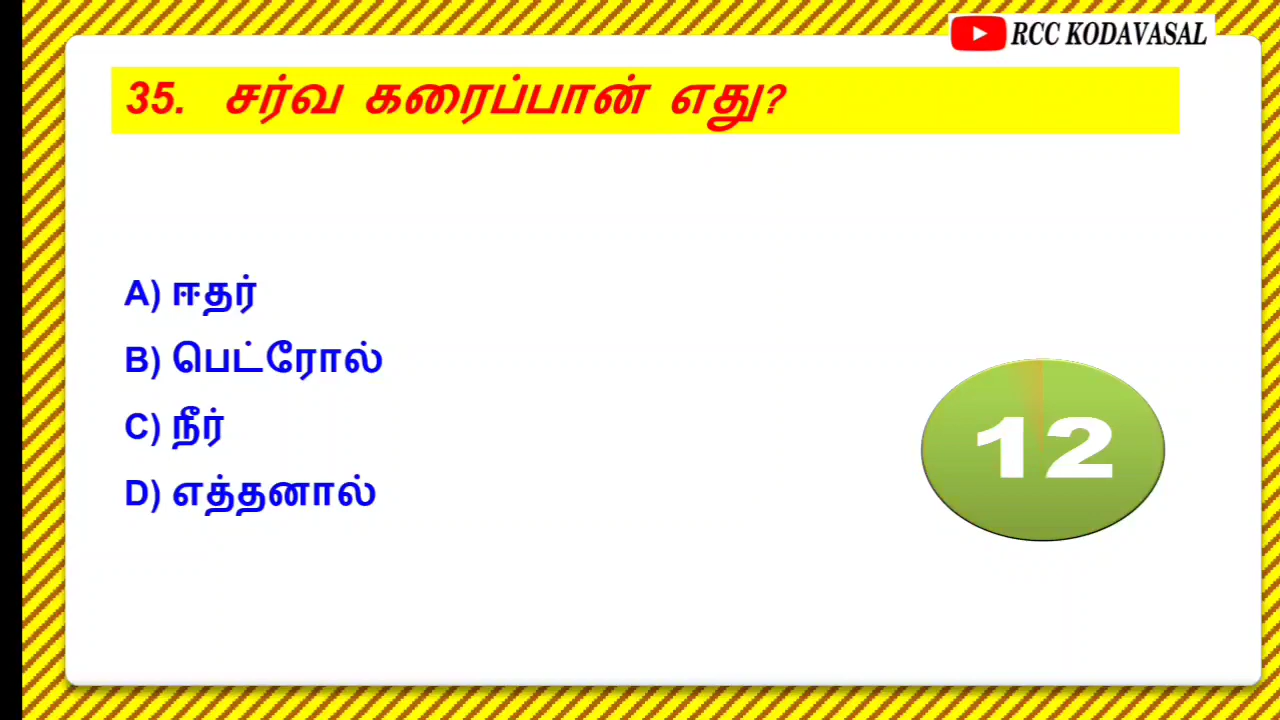 RCC KODAVASAL
35. சர்வ கரைப்பான் எது?
A) ஈதர்
B) பெட்ரோல்
C) நீர்
D) எத்தனால்
12